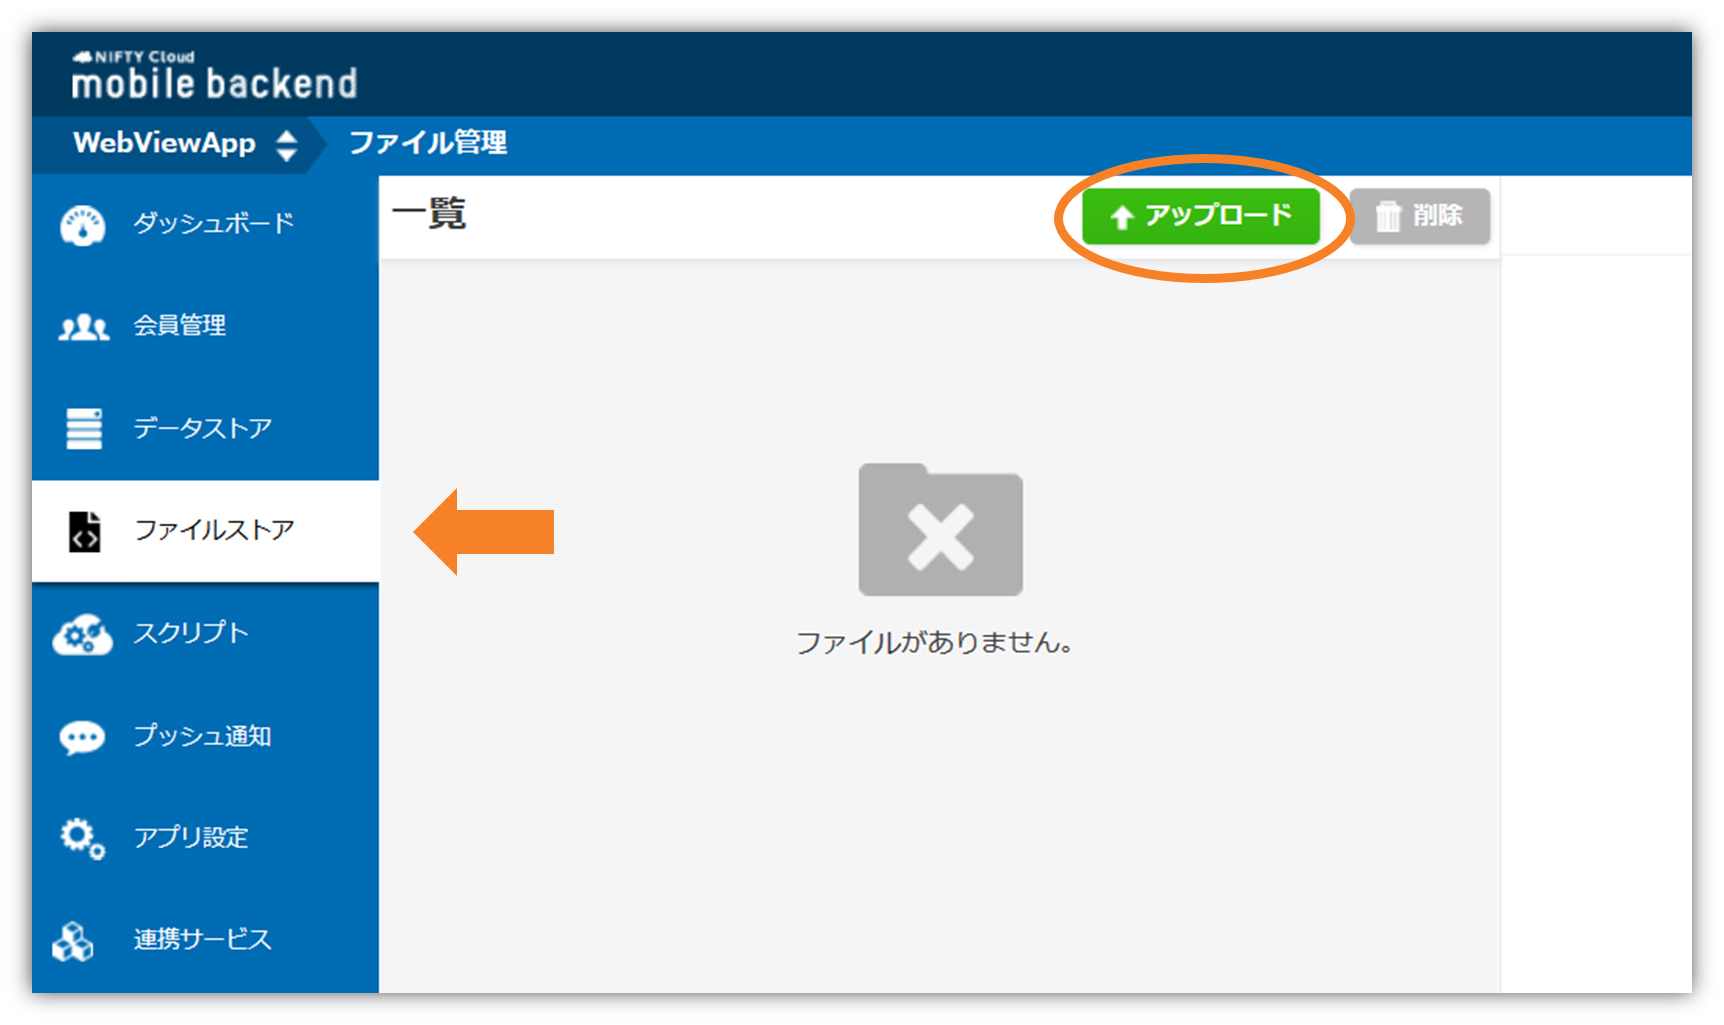 NIFTY Cloud
mobile backend
WebViewApp
ファイル管理
ダッシュボード
会員管理
データストア
ファイルストア
スクリプト
プッシュ通知
アプリ設定
連携サービス
一覧
アップロード
削除
ファイルがありません。